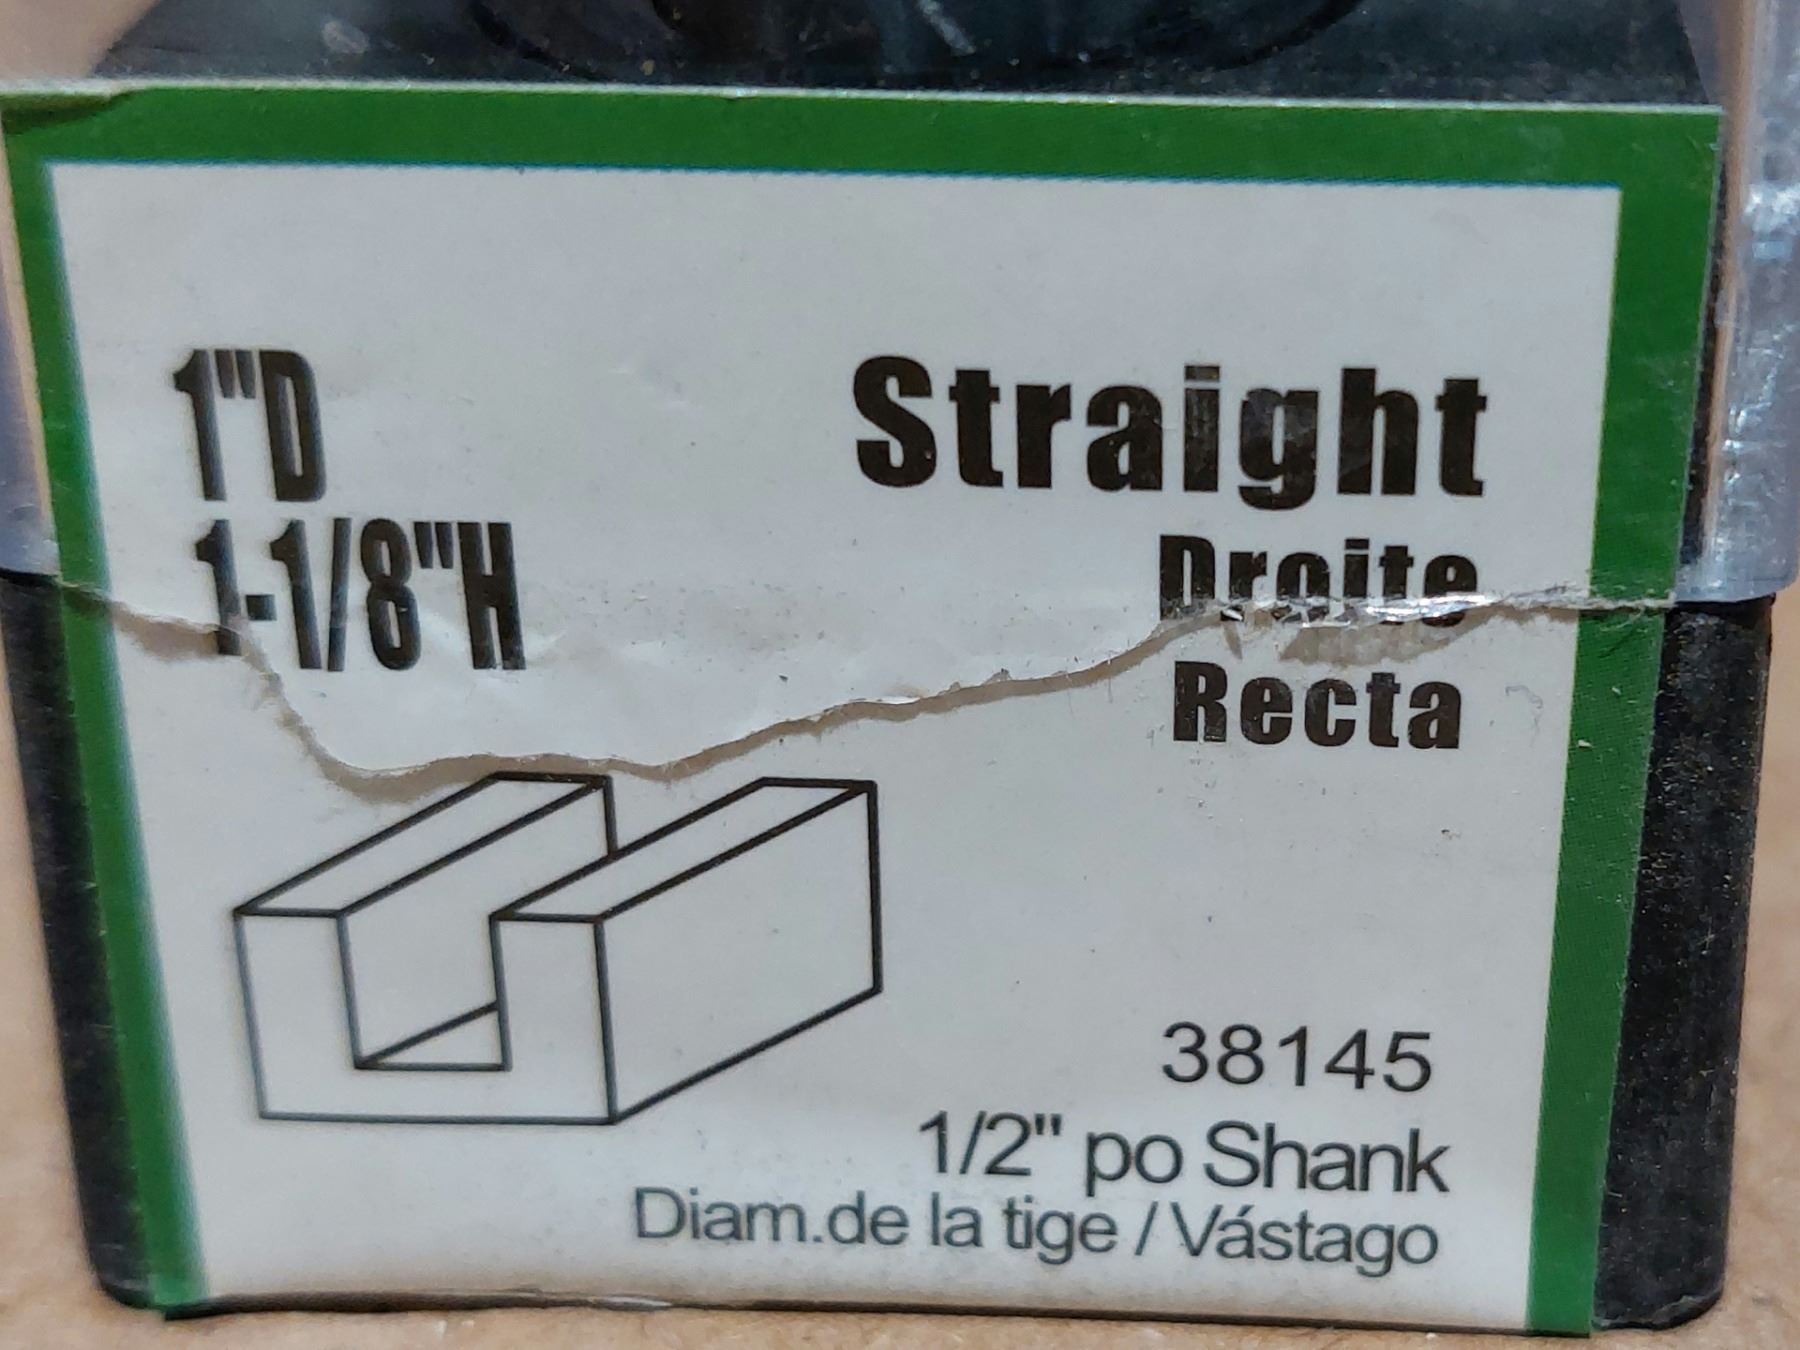 1"D
1-1/8"H
Straight
Droite
Recta
38145
1/2" po Shank
Diam.de la tige / Vástago